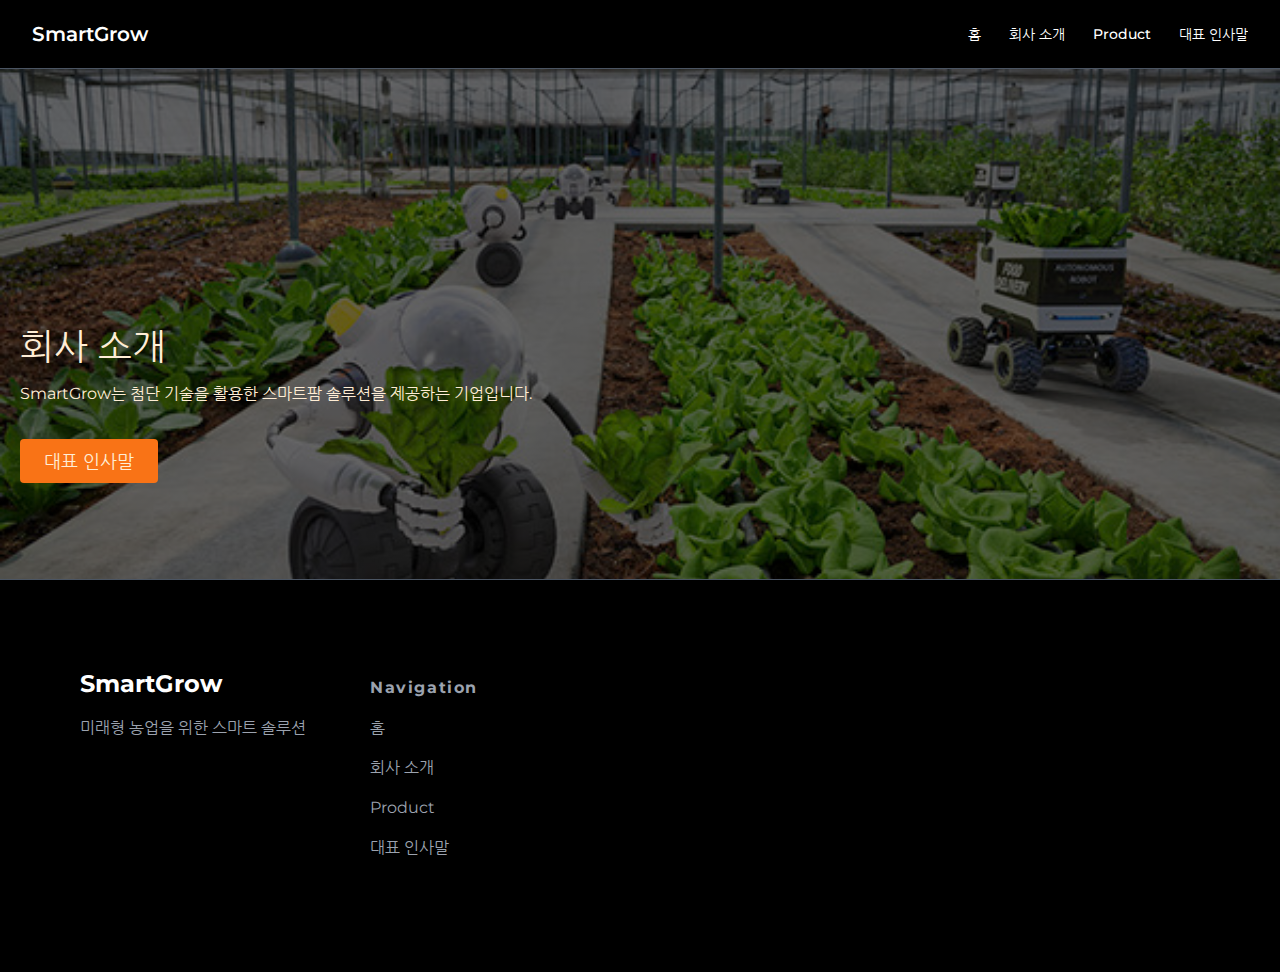 SmartGrow
홈 회사 소개 Product 대표 인사말
FOOD
DELIVERY
AUTONOMOUS
ROBOT
회사 소개
SmartGrow는 첨단 기술을 활용한 스마트팜 솔루션을 제공하는 기업입니다.
대표 인사말
SmartGrow
미래형 농업을 위한 스마트 솔루션
Navigation
홈
회사 소개
Product
대표 인사말